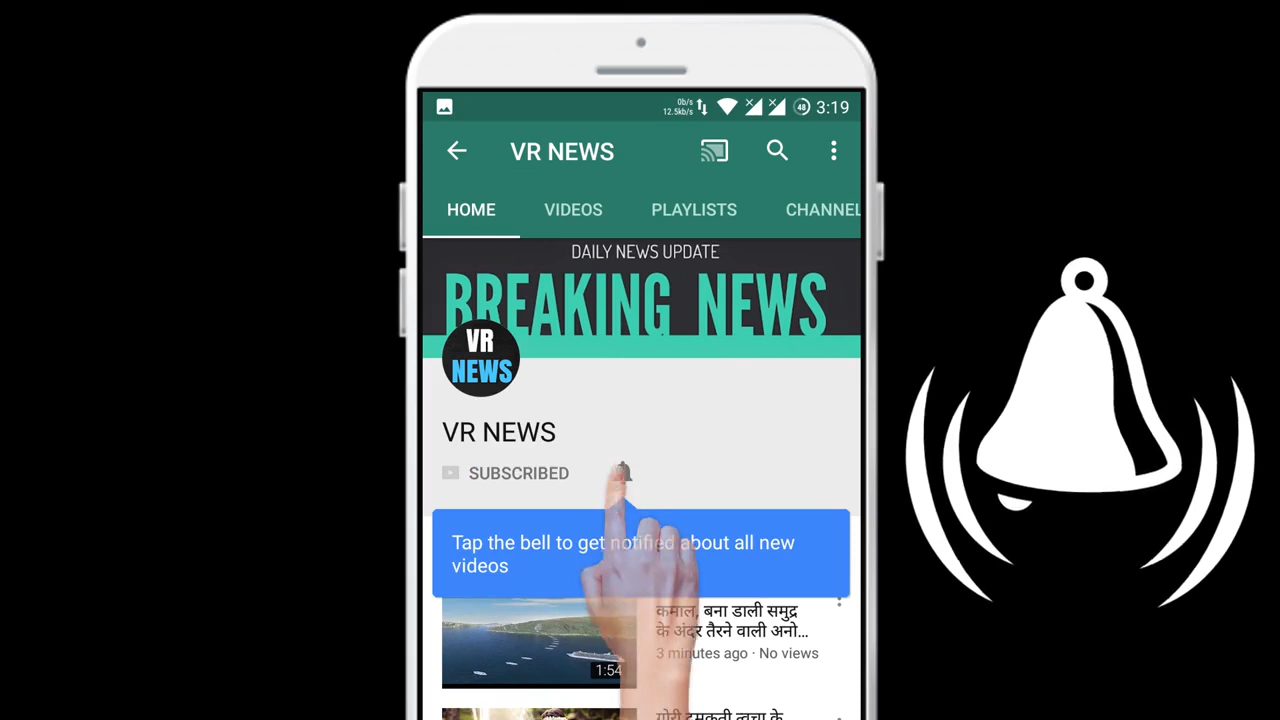 0b/s
12.5kb/s
48
3:19
VR NEWS
HOME VIDEOS PLAYLISTS CHANNEL
DAILY NEWS UPDATE
BREAKING NEWS
VR
NEWS
VR NEWS
SUBSCRIBED
Tap the bell to get notified about all new
videos
कमाल, बना डाली समुद्र
के अंदर तैरने वाली अनो...
3 minutes ago · No views
1:54
गोरी दमकती त्वचा के